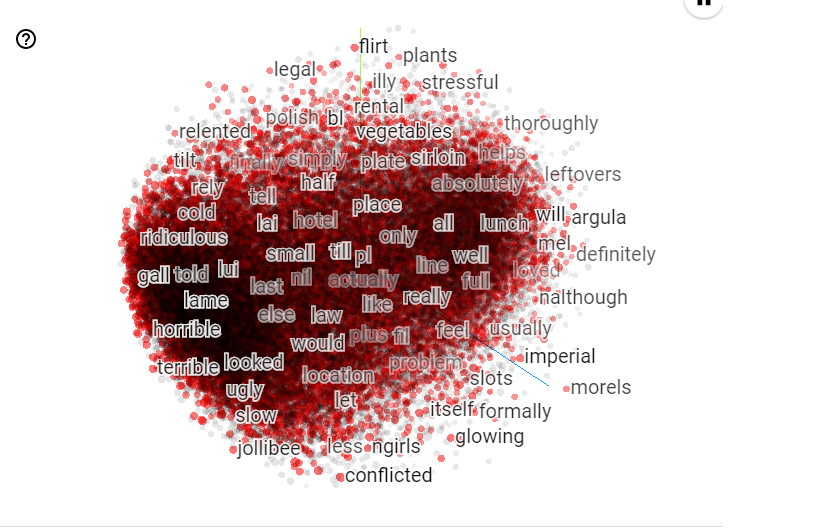 flirt
plants
legal
illy stressful
rental
polish bl
thoroughly
relented vegetables
tilt finally simply plate sirloin helps
leftovers
rely half absolutely
tell
cold place
will argula
lai hotel all lunch
ridiculous only
mel
small till pl well definitely
line
gall told lui loved
last nil actually full
lame like really nalthough
else law
horrible plus fil feel usually
would
imperial
terrible looked problem
location slots
ugly morels
let
slow itself formally
glowing
jollibee less ngirls
conflicted